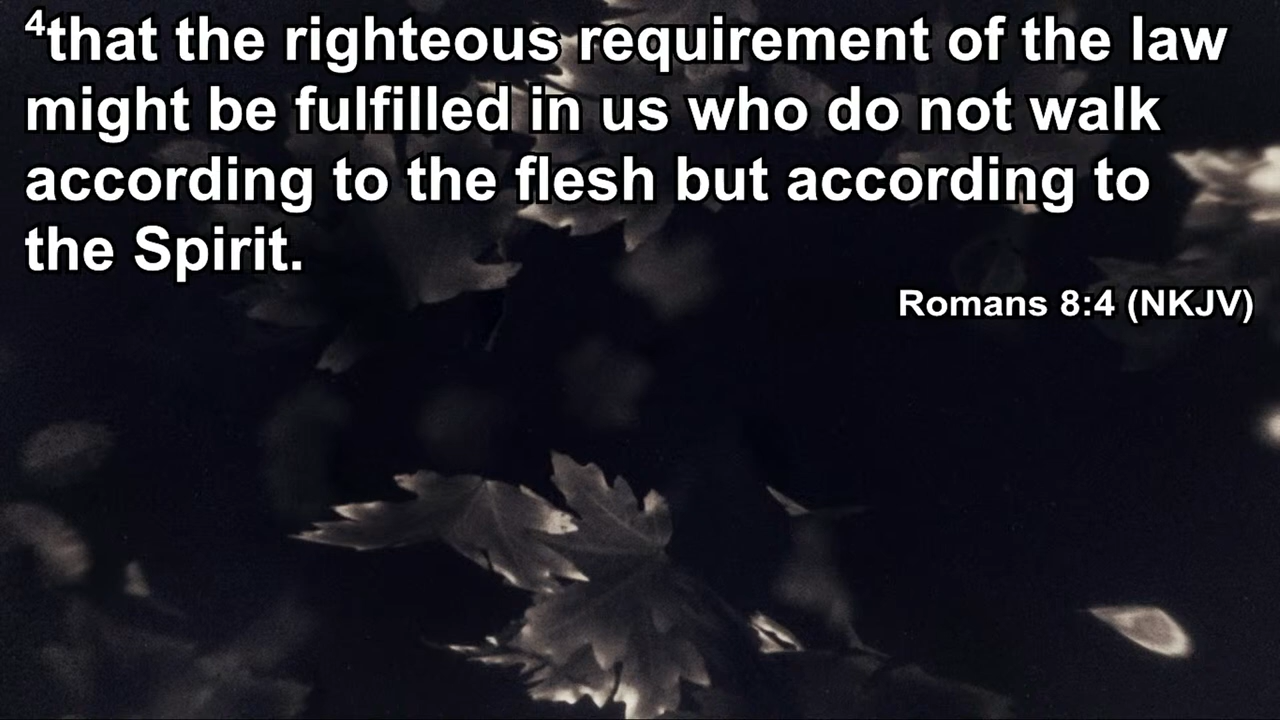 ⁴that the righteous requirement of the law
might be fulfilled in us who do not walk
according to the flesh but according to
the Spirit.
Romans 8:4 (NKJV)